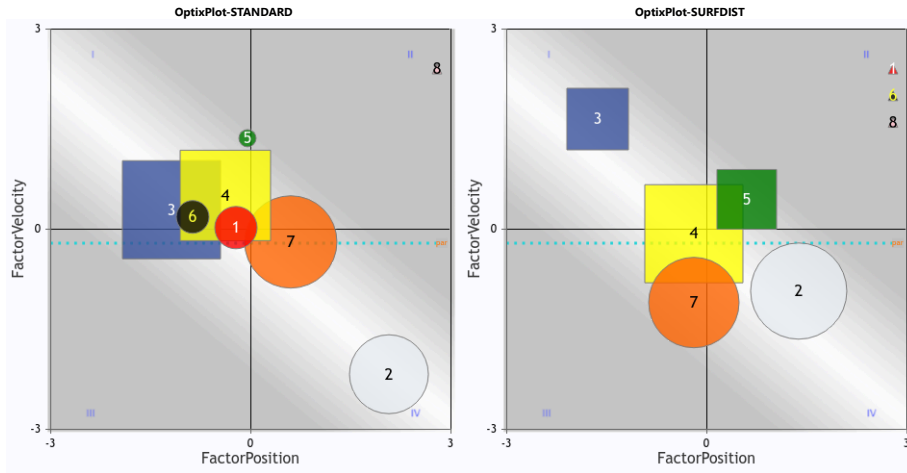 OptixPlot-STANDARD
3
I
II
8
5
4
3
6
1
7
0
par
2
III
IV
-3
-3
0
3
FactorVelocity
FactorPosition
OptixPlot-SURFDIST
3
I
II
1
6
8
3
5
4
0
par
7
2
III
IV
-3
-3
0
3
FactorVelocity
FactorPosition